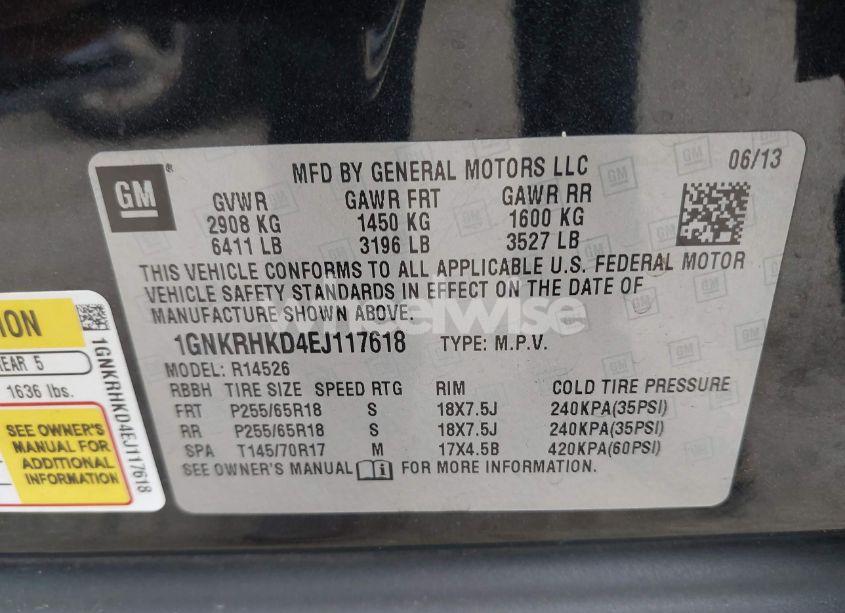 GM
MFD BY GENERAL MOTORS LLC
06/13
GVWR GAWR FRT GAWR RR
2908 KG 1450 KG 1600 KG
6411 LB 3196 LB 3527 LB
THIS VEHICLE CONFORMS TO ALL APPLICABLE U.S. FEDERAL MOTOR
VEHICLE SAFETY STANDARDS IN EFFECT ON THE DATE OF
MANUFACTURE SHOWN ABOVE.
wheelwise
1GNKRHKD4EJ117618 TYPE: M.P.V.
MODEL: R14526
RBBH TIRE SIZE SPEED RTG RIM COLD TIRE PRESSURE
FRT P255/65R18 S 18X7.5J 240KPA(35PSI)
RR P255/65R18 S 18X7.5J 240KPA(35PSI)
SPA T145/70R17 M 17X4.5B 420KPA(60PSI)
SEE OWNER'S MANUAL FOR MORE INFORMATION.
REAR 5
1636 lbs.
SEE OWNER'S
MANUAL FOR
ADDITIONAL
INFORMATION
1GNKRHKD4EJ117618